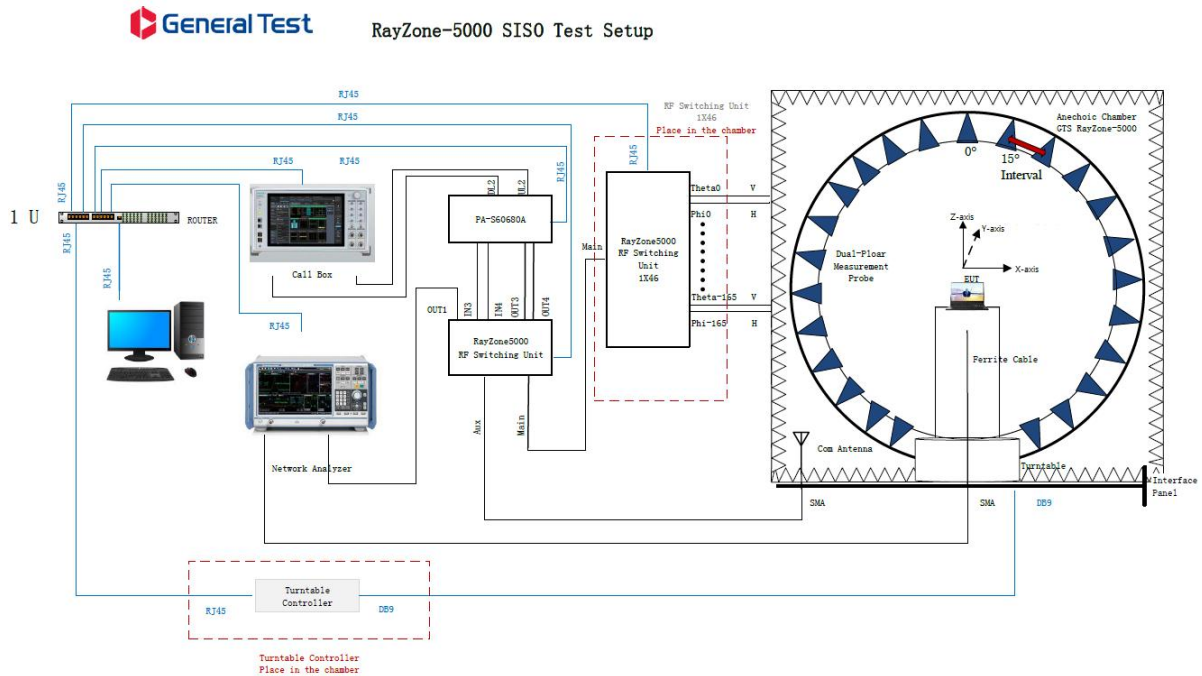 General Test
RayZone-5000 SISO Test Setup
RJ45
RJ45
RJ45
RJ45
RJ45
RJ45
RJ45
RJ45
RJ45
RJ45
RF Switching Unit
1X46
Place in the chamber
Anechoic Chamber
GTS RayZone-5000
0°
15°
Interval
1 U
ROUTER
Call Box
PA-S60680A
OUT1
IN3
IN4
OUT3
OUT4
RayZone5000
RF Switching Unit
Aux
Main
Main
RayZone5000
RF Switching
Unit
1X46
Theta0 V
Phi0 H
Theta-165 V
Phi-165 H
Dual-Ploar
Measurement
Probe
Z-axis
Y-axis
X-axis
EUT
Ferrite Cable
Com Antenna
Turntable
Interface
Panel
SMA
SMA
DB9
Network Analyzer
Turntable
Controller
RJ45
DB9
Turntable Controller
Place in the chamber